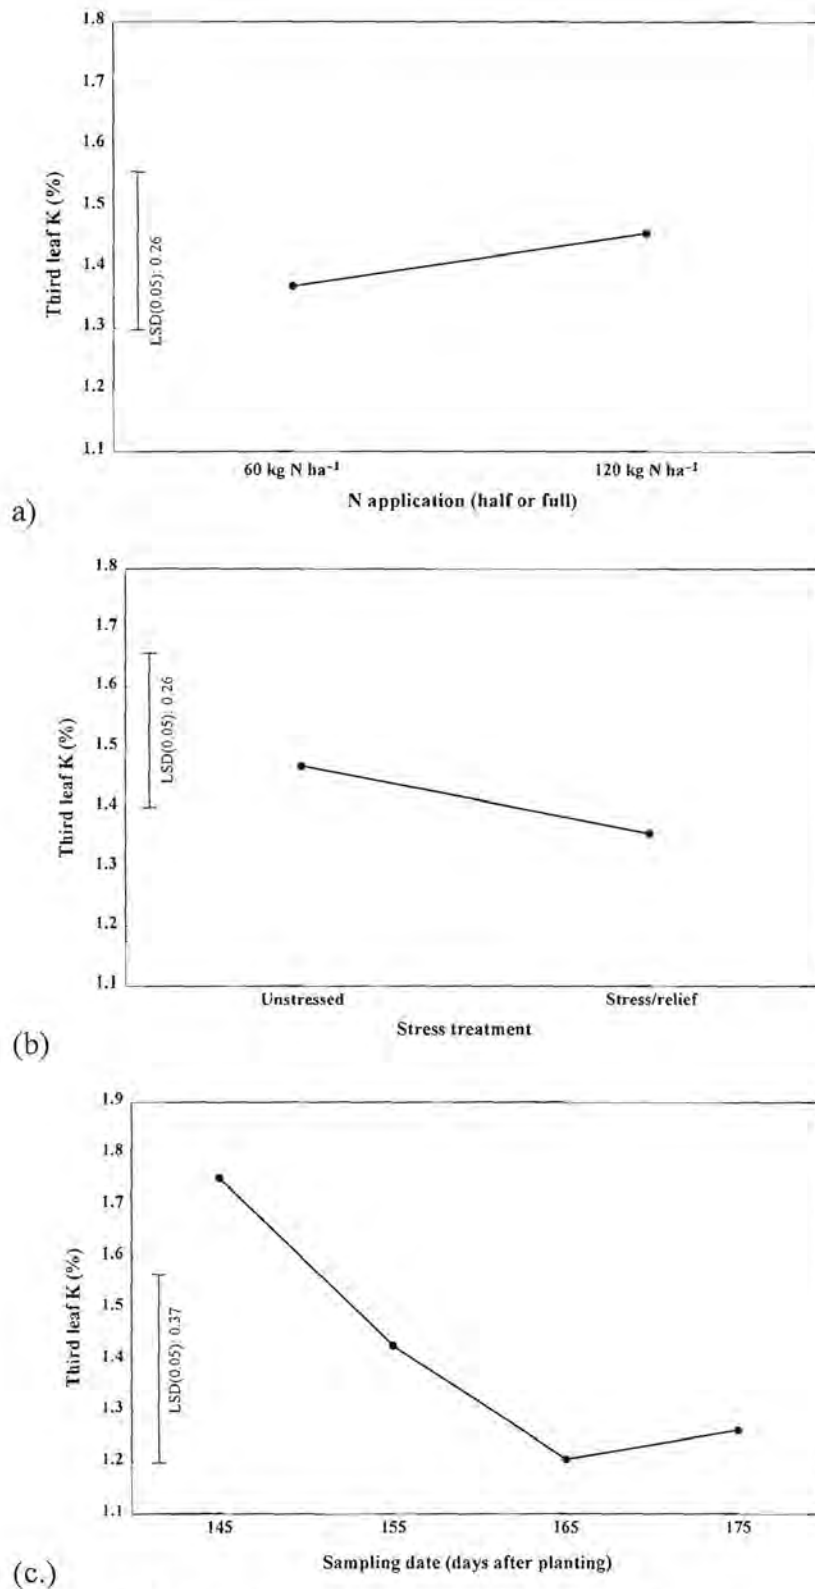 1.8
1.7
1.6
1.5
1.4
1.3
1.2
1.1
Third leaf K (%)
LSD(0.05): 0.26
60 kg N ha⁻¹ 120 kg N ha⁻¹
N application (half or full)
a)
1.8
1.7
1.6
1.5
1.4
1.3
1.2
1.1
Third leaf K (%)
LSD(0.05): 0.26
Unstressed Stress/relief
Stress treatment
(b)
1.9
1.8
1.7
1.6
1.5
1.4
1.3
1.2
1.1
Third leaf K (%)
LSD(0.05): 0.37
145 155 165 175
Sampling date (days after planting)
(c.)